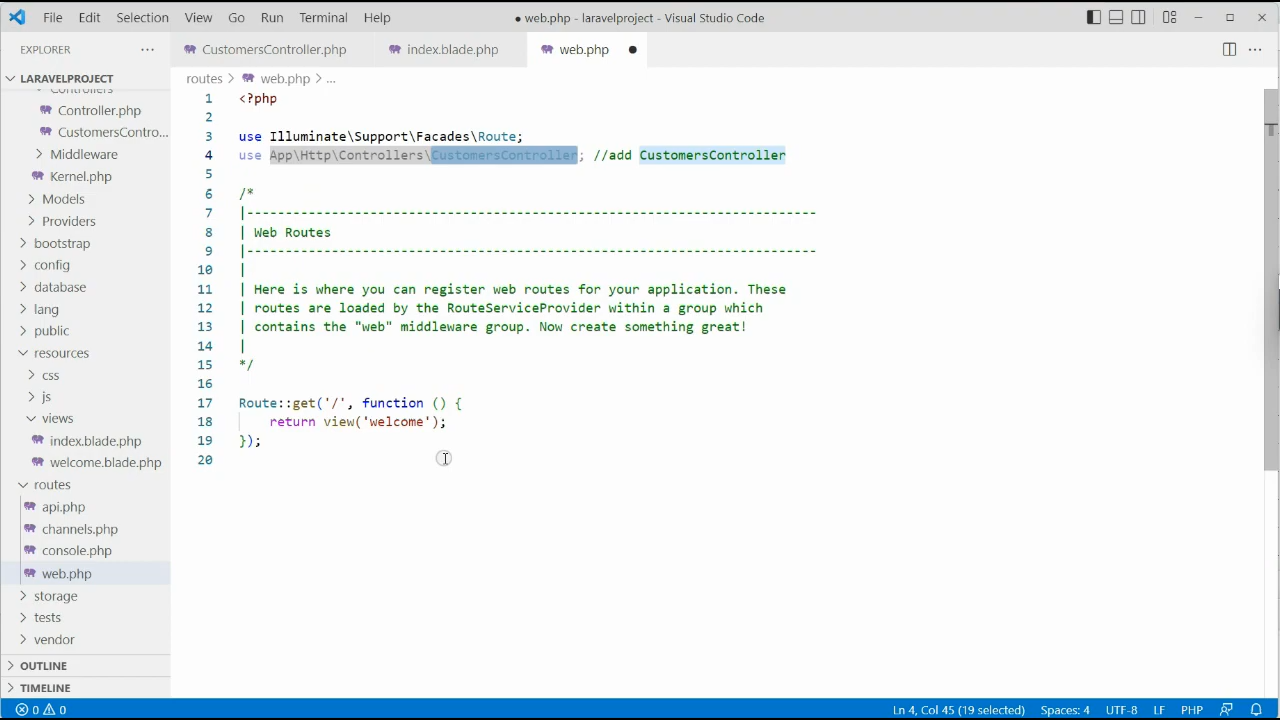 File Edit Selection View Go Run Terminal Help
● web.php - laravelproject - Visual Studio Code
EXPLORER ···
CustomersController.php index.blade.php web.php ●
LARAVELPROJECT
routes > web.php > ...
Controllers
Controller.php
CustomersContro...
Middleware
Kernel.php
Models
Providers
bootstrap
config
database
lang
public
resources
css
js
views
index.blade.php
welcome.blade.php
routes
api.php
channels.php
console.php
web.php
storage
tests
vendor
OUTLINE
TIMELINE
1 <?php
2
3 use Illuminate\Support\Facades\Route;
4 use App\Http\Controllers\CustomersController; //add CustomersController
5
6 /*
7 |--------------------------------------------------------------------------
8 | Web Routes
9 |--------------------------------------------------------------------------
10 |
11 | Here is where you can register web routes for your application. These
12 | routes are loaded by the RouteServiceProvider within a group which
13 | contains the "web" middleware group. Now create something great!
14 |
15 */
16
17 Route::get('/', function () {
18 return view('welcome');
19 });
20
0 0 Ln 4, Col 45 (19 selected) Spaces: 4 UTF-8 LF PHP